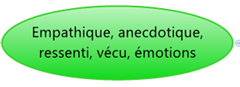 Empathique, anecdotique,
ressenti, vécu, émotions